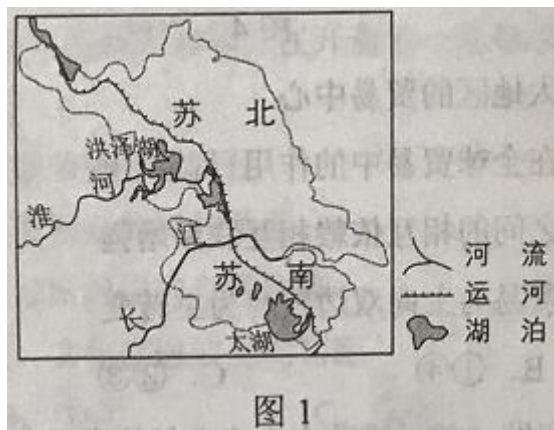 苏 北
洪泽湖
淮 河
江
苏 南
长
太湖
河 流
运 河
湖 泊
图1